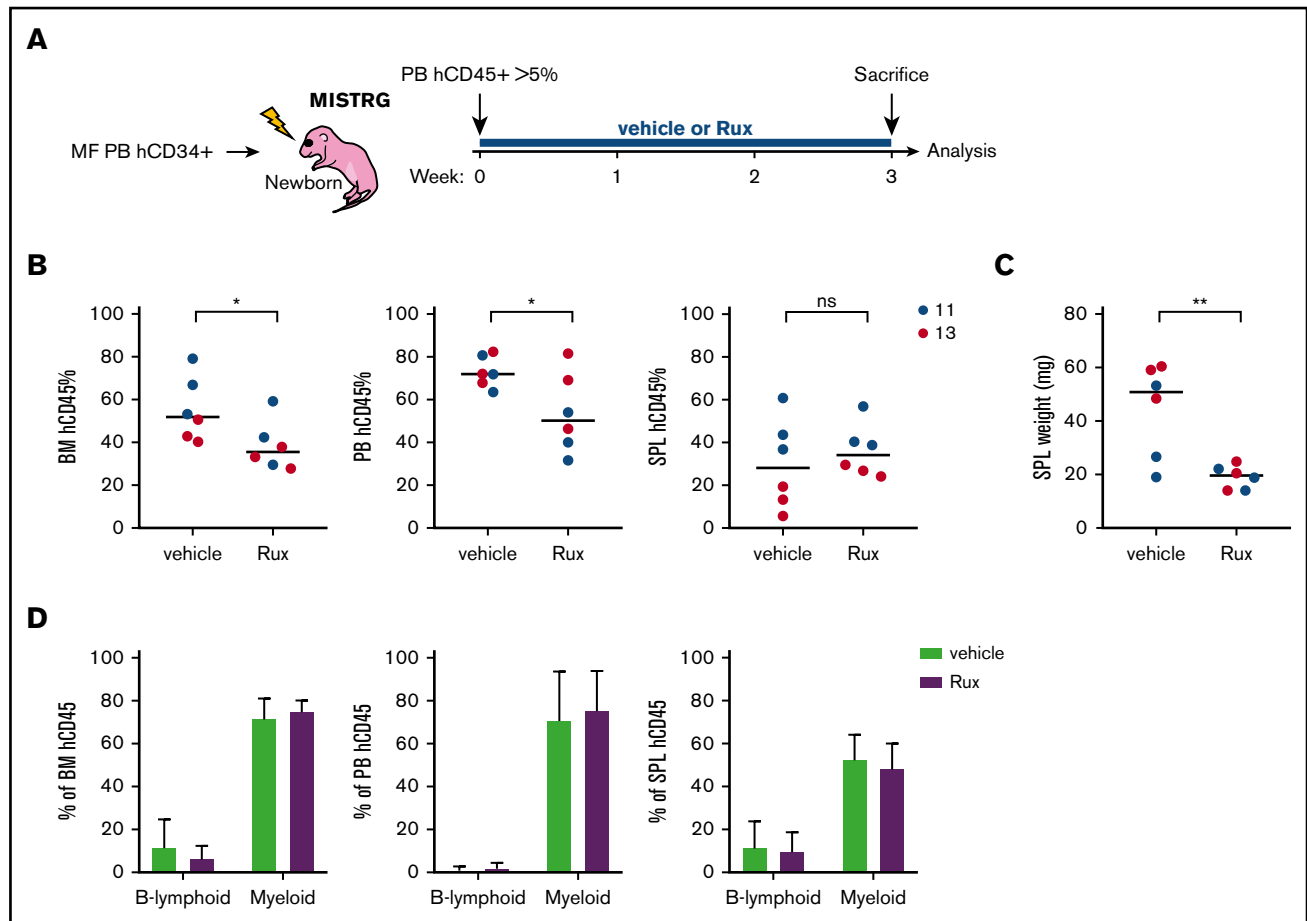 A
PB hCD45+ >5%
Sacrifice
MISTRG
vehicle or Rux
MF PB hCD34+
Analysis
Newborn
Week: 0 1 2 3
B
C
BM hCD45%
100
80
60
40
20
0
*
vehicle Rux
PB hCD45%
100
80
60
40
20
0
*
vehicle Rux
SPL hCD45%
100
80
60
40
20
0
ns
vehicle Rux
11
13
SPL weight (mg)
80
60
40
20
0
**
vehicle Rux
D
% of BM hCD45
100
80
60
40
20
0
B-lymphoid Myeloid
% of PB hCD45
100
80
60
40
20
0
B-lymphoid Myeloid
% of SPL hCD45
100
80
60
40
20
0
B-lymphoid Myeloid
vehicle
Rux